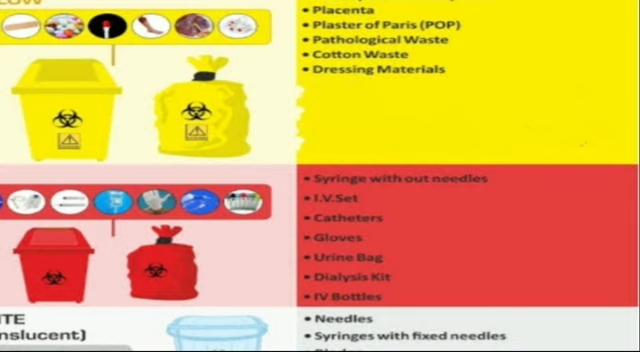 LOW
• Placenta
• Plaster of Paris (POP)
• Pathological Waste
• Cotton Waste
• Dressing Materials
• Syringe with out needles
• I.V.Set
• Catheters
• Gloves
• Urine Bag
• Dialysis Kit
• IV Bottles
ITE
nslucent)
• Needles
• Syringes with fixed needles